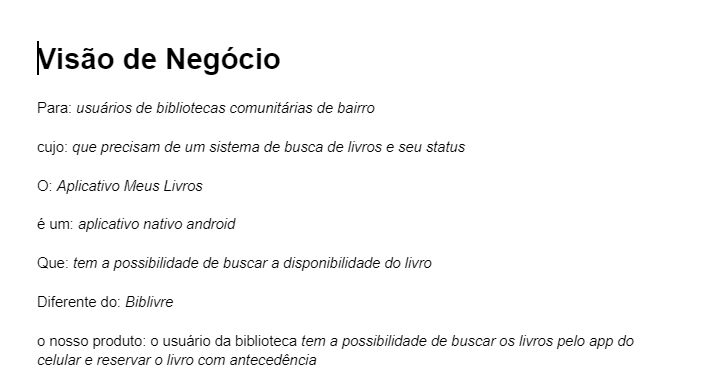 Visão de Negócio
Para: usuários de bibliotecas comunitárias de bairro
cujo: que precisam de um sistema de busca de livros e seu status
O: Aplicativo Meus Livros
é um: aplicativo nativo android
Que: tem a possibilidade de buscar a disponibilidade do livro
Diferente do: Biblivre
o nosso produto: o usuário da biblioteca tem a possibilidade de buscar os livros pelo app do
celular e reservar o livro com antecedência